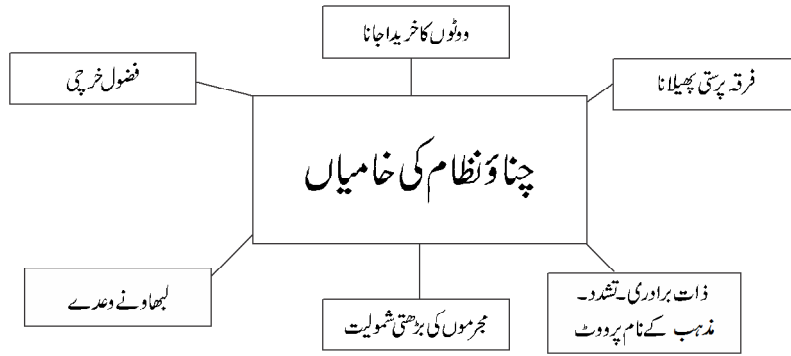 ووٹوں کا خریدا جانا
فضول خرچی
فرقہ پرستی پھیلانا
چناؤ نظام کی خامیاں
لبھاونے وعدے
مجرموں کی بڑھتی شمولیت
ذات برادری۔تشدد۔
مذہب کے نام پر ووٹ